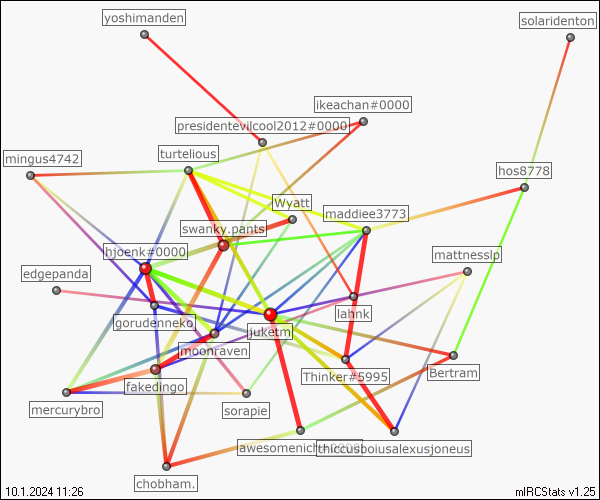 yoshimanden
solaridenton
ikeachan#0000
presidentevilcool2012#0000
mingus4742
turtelious
hos8778
Wyatt
maddiee3773
swanky.pants
hjoenk#0000
mattnesslp
edgepanda
lahnk
gorudenneko
juketm
moonraven
Thinker#5995
Bertram
fakedingo
mercurybro
sorapie
awesomenich
thiccusboiusalexusjoneus
chobham.
10.1.2024 11:26
mIRCStats v1.25